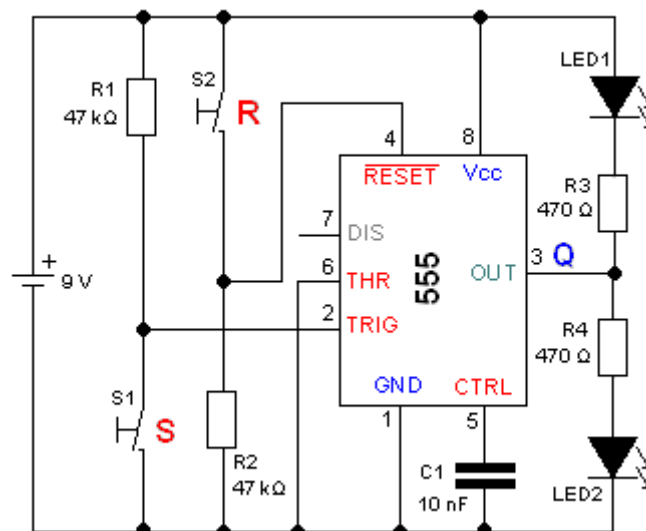 LED1
S2
R1
47 kΩ
R
4
8
RESET
Vcc
R3
470 Ω
7
DIS
3
Q
+
9 V
6
THR
555
OUT
2
TRIG
R4
470 Ω
GND
CTRL
S1
S
1
5
R2
47 kΩ
C1
10 nF
LED2